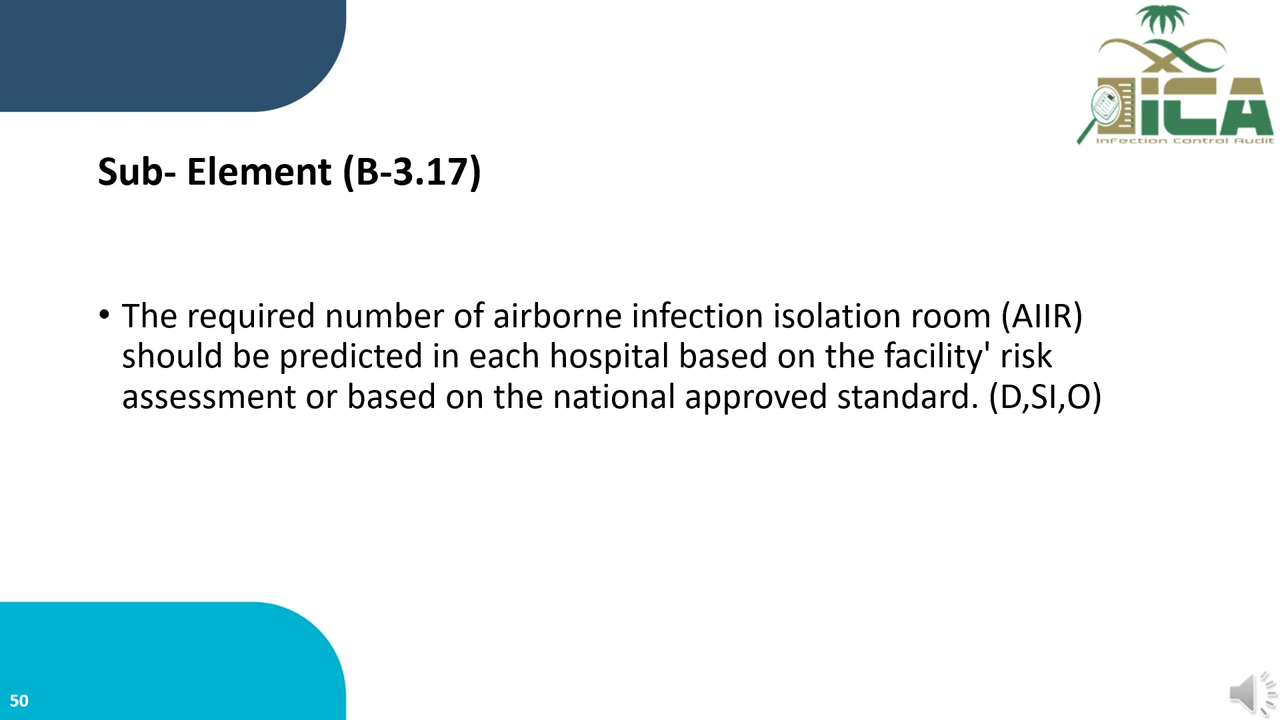 iCA
Infection Control Audit
Sub- Element (B-3.17)
• The required number of airborne infection isolation room (AIIR)
should be predicted in each hospital based on the facility' risk
assessment or based on the national approved standard. (D,SI,O)
50